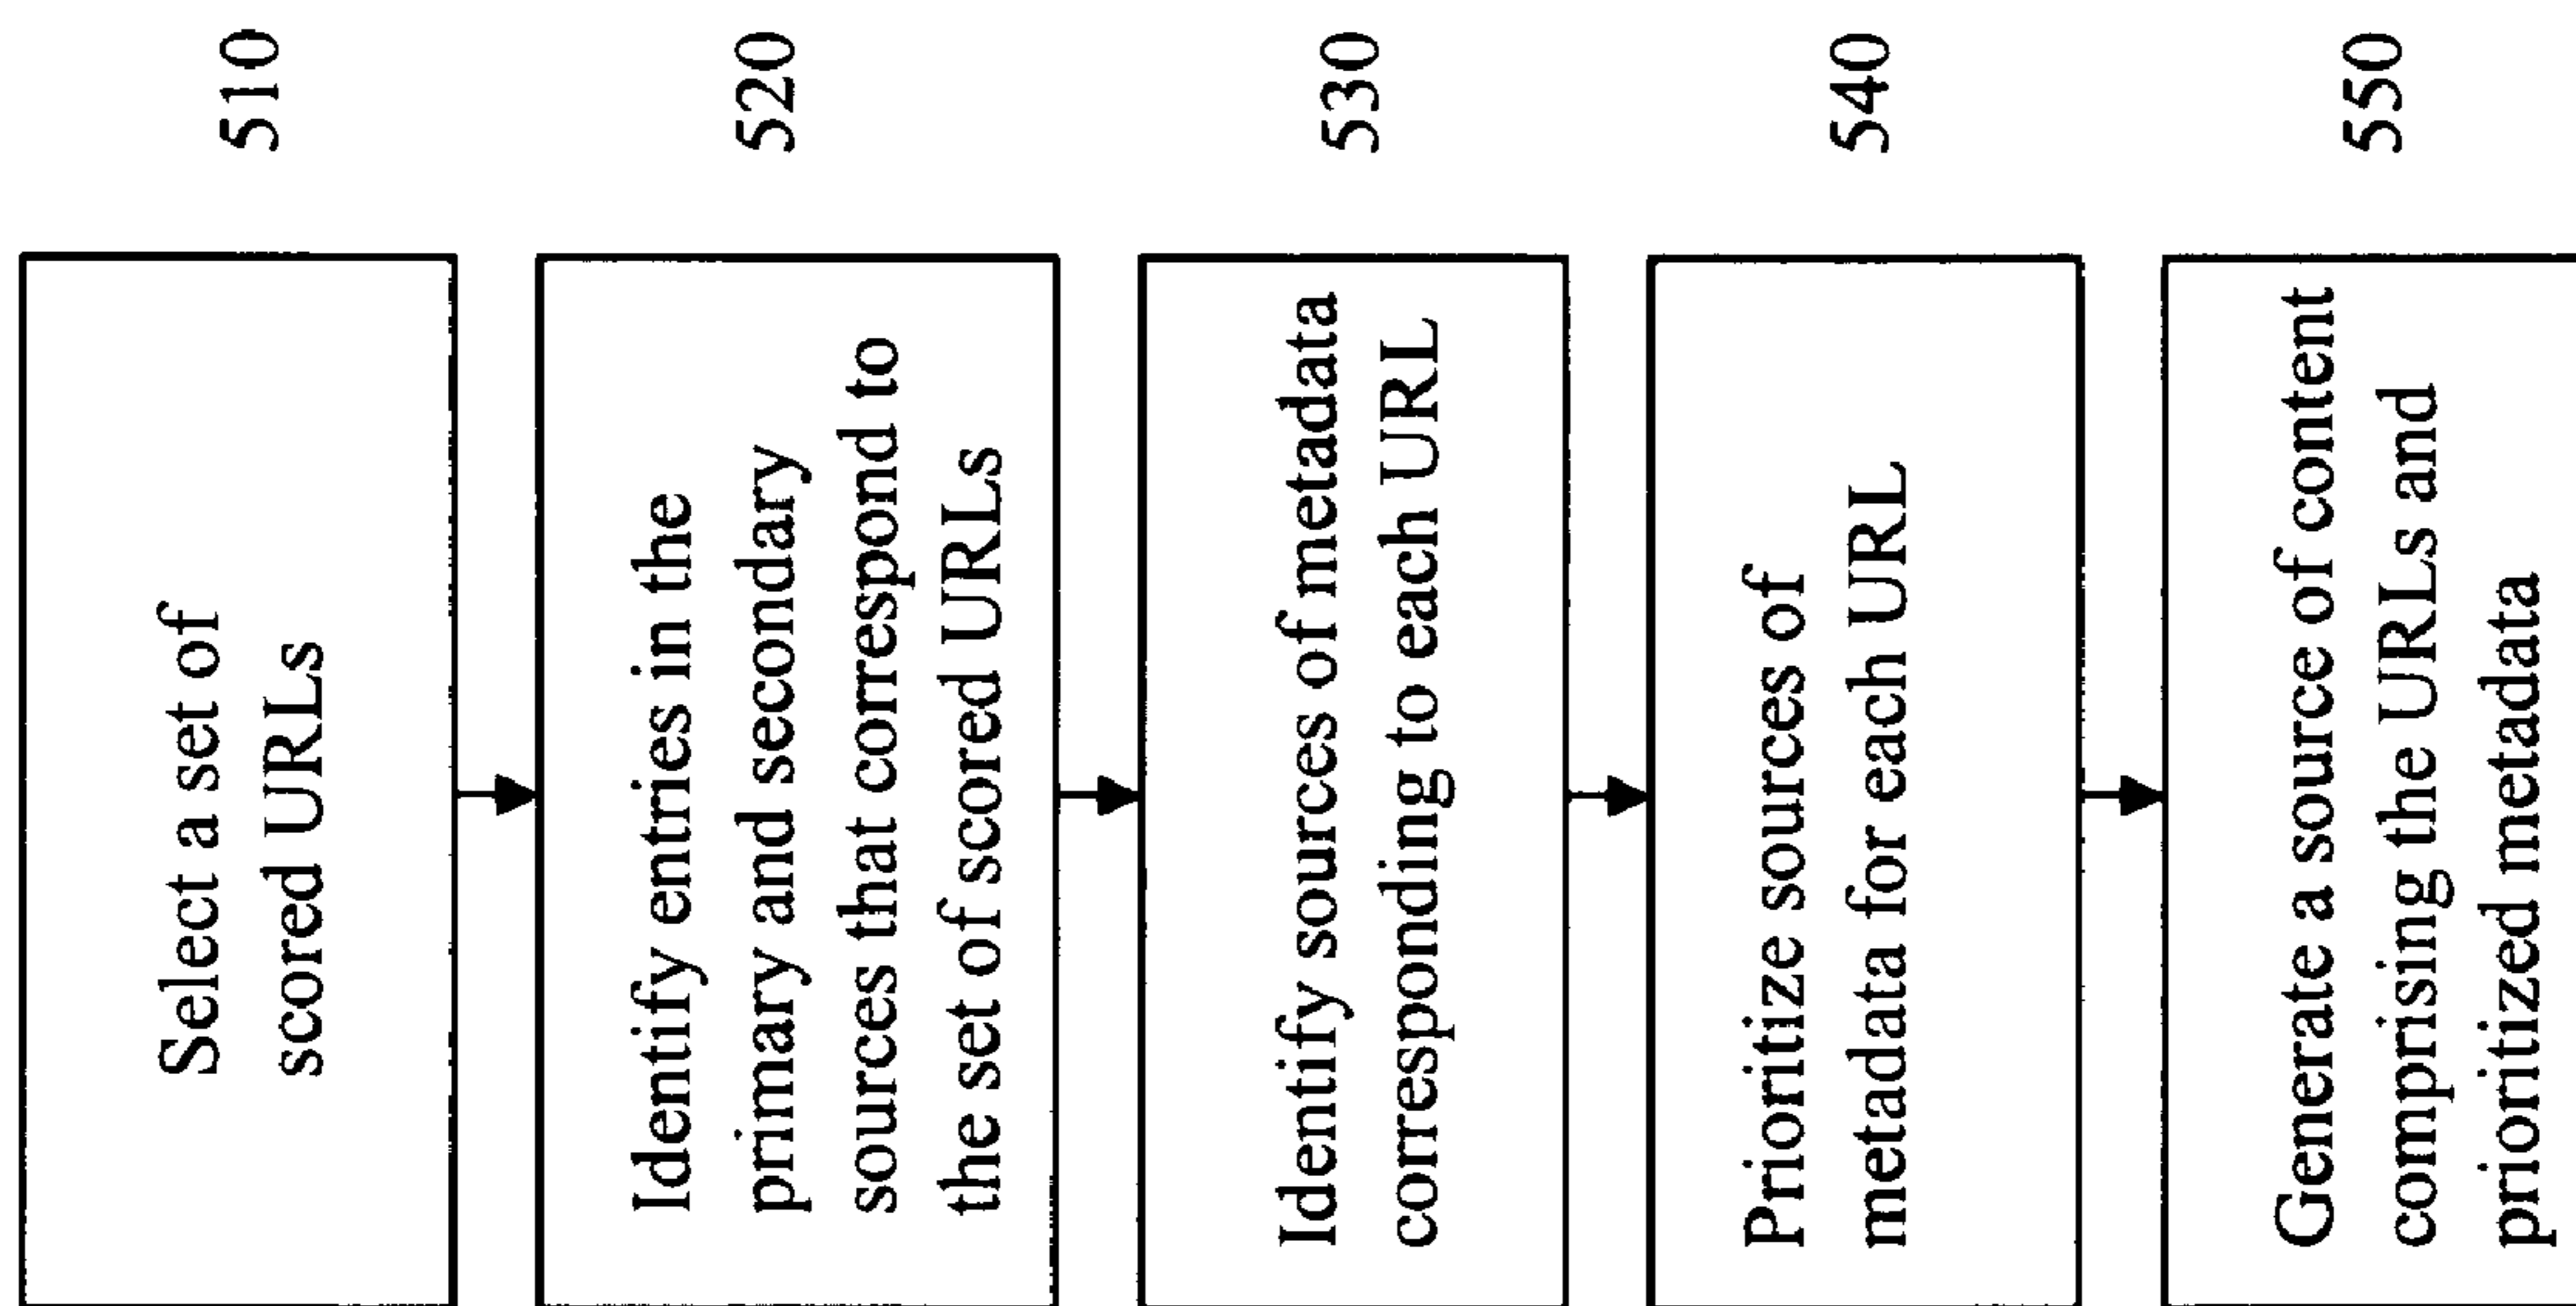 Select a set of
scored URLs
510
Identify entries in the
primary and secondary
sources that correspond to
the set of scored URLs
520
Identify sources of metadata
corresponding to each URL
530
Prioritize sources of
metadata for each URL
540
Generate a source of content
comprising the URLs and
prioritized metadata
550